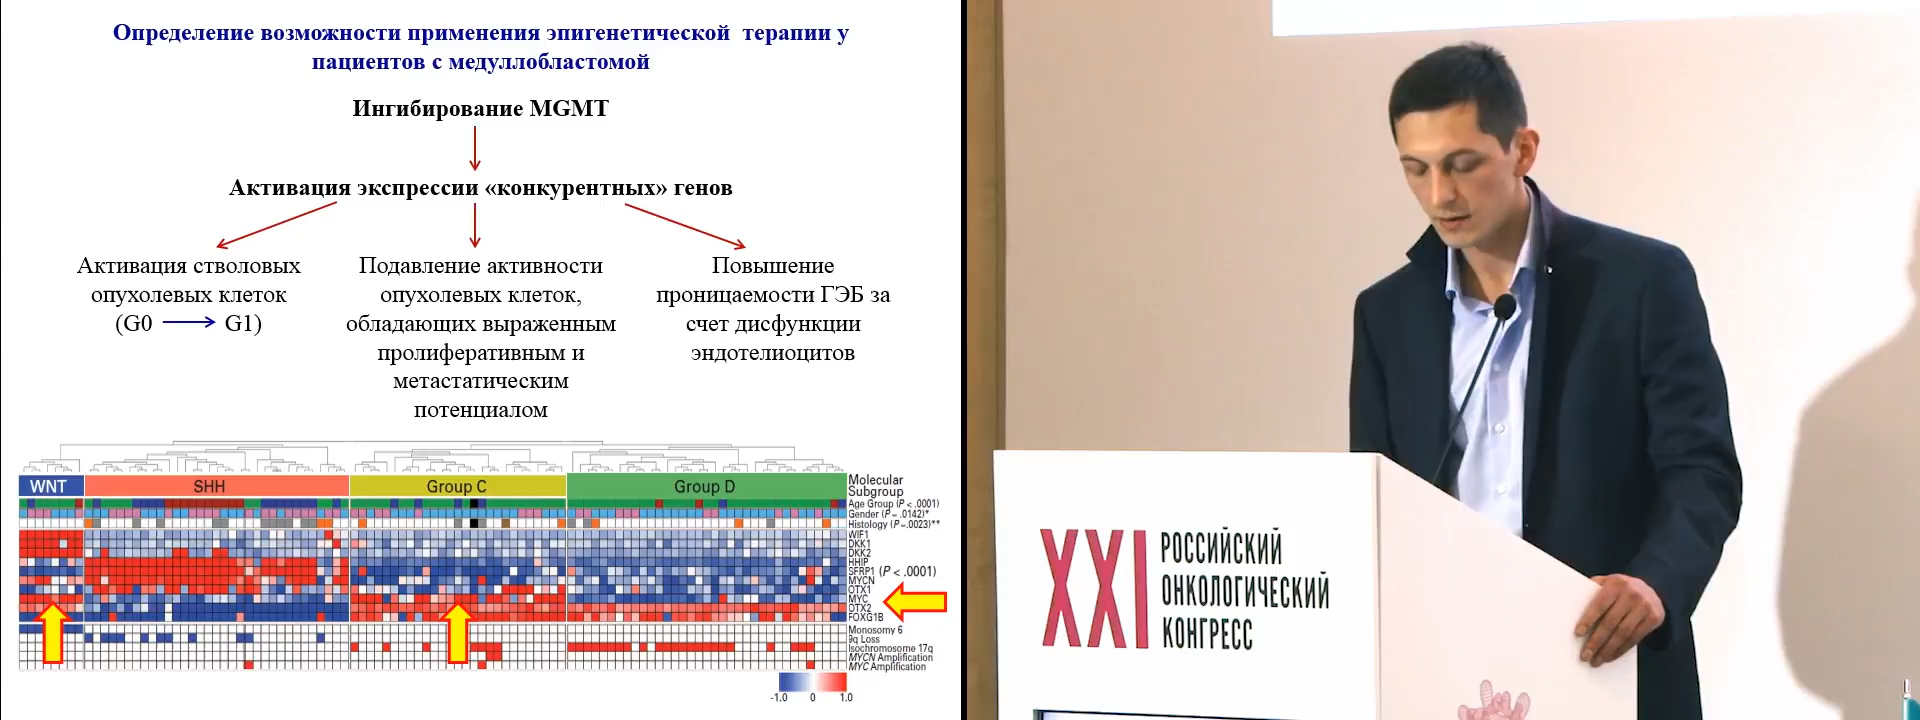 Определение возможности применения эпигенетической терапии у
пациентов с медуллобластомой
Ингибирование MGMT
Активация экспрессии «конкурентных» генов
Активация стволовых
опухолевых клеток
(G0 → G1)
Подавление активности
опухолевых клеток,
обладающих выраженным
пролиферативным и
метастатическим
потенциалом
Повышение
проницаемости ГЭБ за
счет дисфункции
эндотелиоцитов
WNT
SHH
Group C
Group D
Molecular
Subgroup
Age Group (P < .0001)
Gender (P = .0142)*
Histology (P = .0023)**
WIF1
DKK1
DKK2
HHIP
SFRP1 (P < .0001)
MYCN
OTX1
MYC
OTX2
FOXG1B
Monosomy 6
9q Loss
Isochromosome 17q
MYCN Amplification
MYC Amplification
-1.0 0 1.0
XXI РОССИЙСКИЙ
ОНКОЛОГИЧЕСКИЙ
КОНГРЕСС